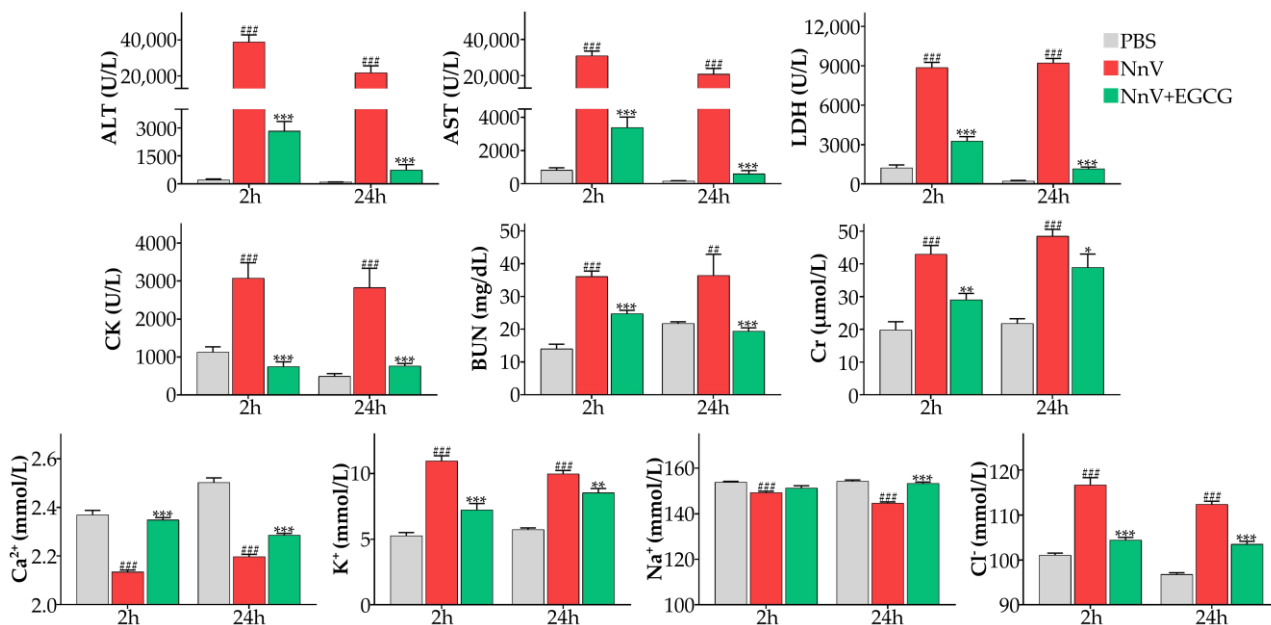 ALT (U/L)
40,000
20,000
3000
1500
0
###
***
###
***
2h
24h
AST (U/L)
40,000
20,000
4000
2000
0
###
***
###
***
2h
24h
LDH (U/L)
12,000
9000
6000
3000
0
###
***
###
***
2h
24h
PBS
NnV
NnV+EGCG
CK (U/L)
4000
3000
2000
1000
0
###
***
###
***
2h
24h
BUN (mg/dL)
50
40
30
20
10
0
###
***
##
***
2h
24h
Cr (μmol/L)
50
40
30
20
10
0
###
**
###
*
2h
24h
Ca²⁺ (mmol/L)
2.6
2.4
2.2
2.0
###
***
###
***
2h
24h
K⁺ (mmol/L)
10
5
0
###
***
###
**
2h
24h
Na⁺ (mmol/L)
160
140
120
100
###
###
***
2h
24h
Cl⁻ (mmol/L)
120
110
100
90
###
***
###
***
2h
24h